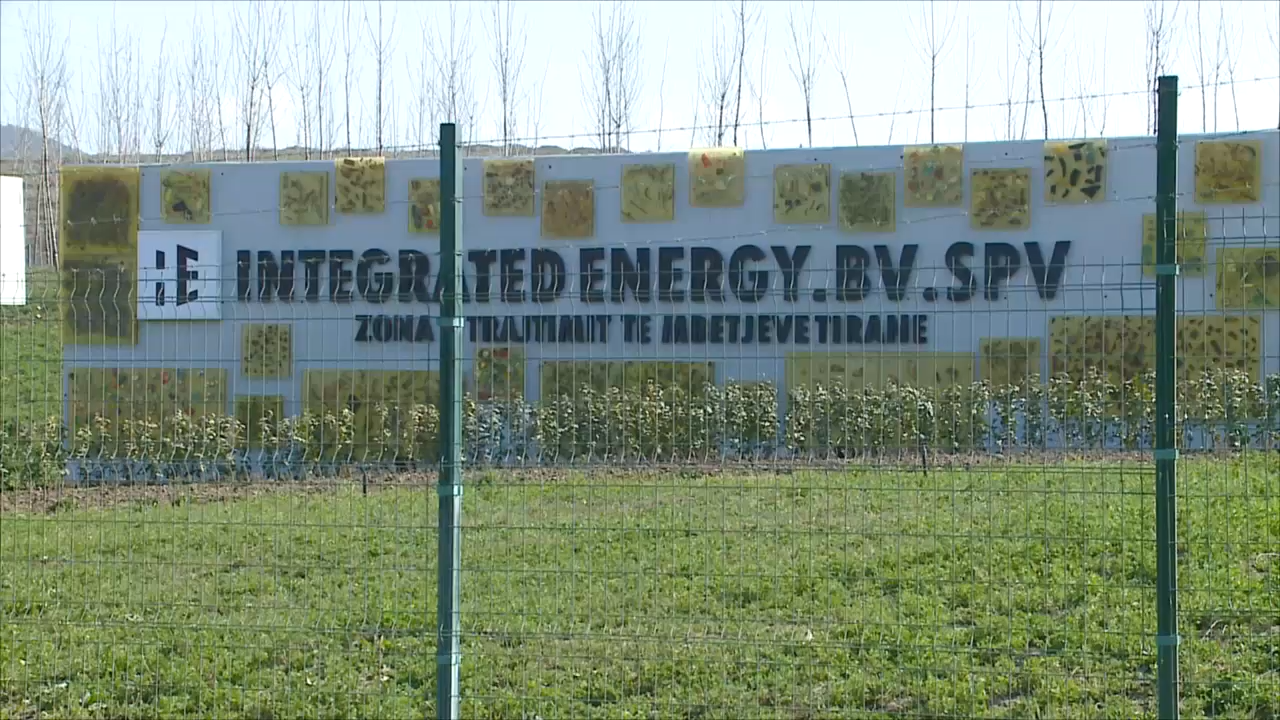 IE INTEGRATED ENERGY.BV.SPV
ZONA E TRAJTIMIT TE MBETJEVE TIRANE